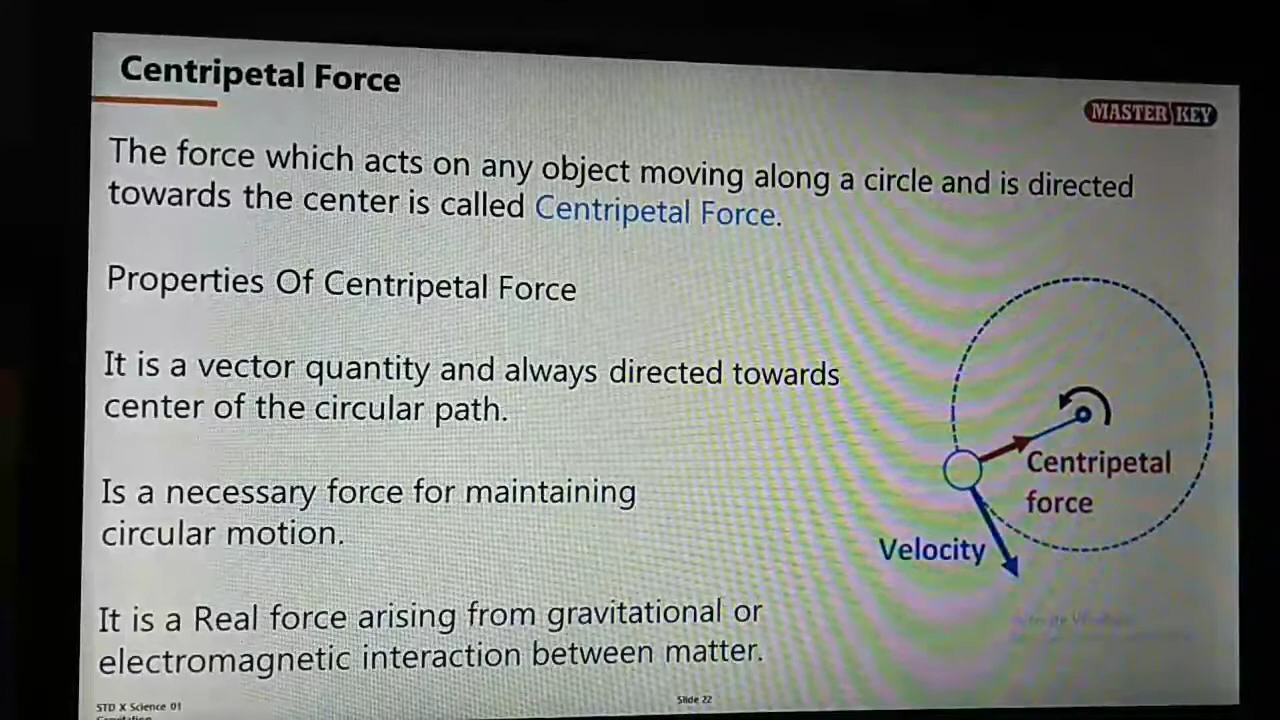 Centripetal Force
MASTER KEY
The force which acts on any object moving along a circle and is directed
towards the center is called Centripetal Force.
Properties Of Centripetal Force
It is a vector quantity and always directed towards
center of the circular path.
Is a necessary force for maintaining
circular motion.
It is a Real force arising from gravitational or
electromagnetic interaction between matter.
Centripetal
force
Velocity
STD X Science 01
Gravitation
Slide 22